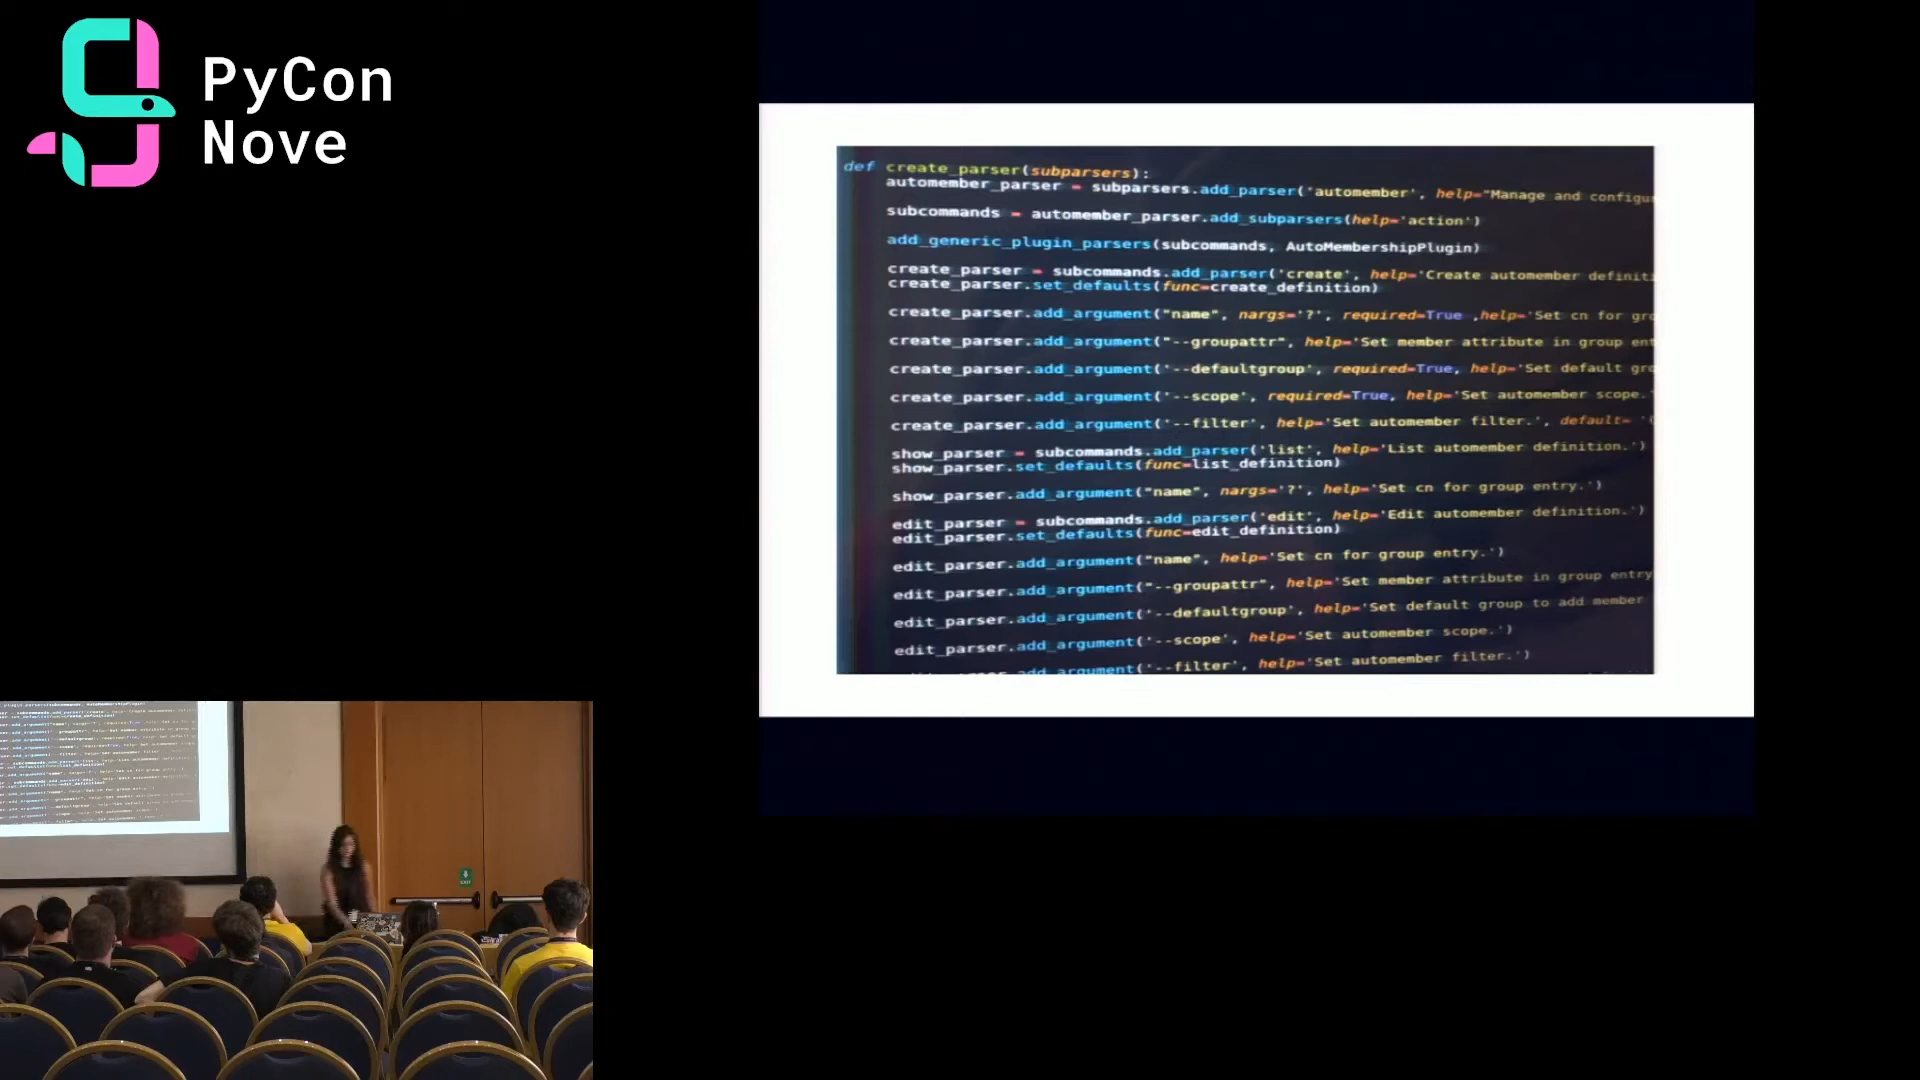 PyCon
Nove
def create_parser(subparsers):
automember_parser = subparsers.add_parser('automember', help="Manage and configu
subcommands = automember_parser.add_subparsers(help='action')
add_generic_plugin_parsers(subcommands, AutoMembershipPlugin)
create_parser = subcommands.add_parser('create', help='Create automember definiti
create_parser.set_defaults(func=create_definition)
create_parser.add_argument("name", nargs='?', required=True ,help='Set cn for gro
create_parser.add_argument("--groupattr", help='Set member attribute in group ent
create_parser.add_argument('--defaultgroup', required=True, help='Set default gro
create_parser.add_argument('--scope', required=True, help='Set automember scope.'
create_parser.add_argument('--filter', help='Set automember filter.', default= '(
show_parser = subcommands.add_parser('list', help='List automember definition.')
show_parser.set_defaults(func=list_definition)
show_parser.add_argument("name", nargs='?', help='Set cn for group entry.')
edit_parser = subcommands.add_parser('edit', help='Edit automember definition.')
edit_parser.set_defaults(func=edit_definition)
edit_parser.add_argument("name", help='Set cn for group entry.')
edit_parser.add_argument("--groupattr", help='Set member attribute in group entry
edit_parser.add_argument('--defaultgroup', help='Set default group to add member
edit_parser.add_argument('--scope', help='Set automember scope.')
add_argument('--filter', help='Set automember filter.')
EXIT